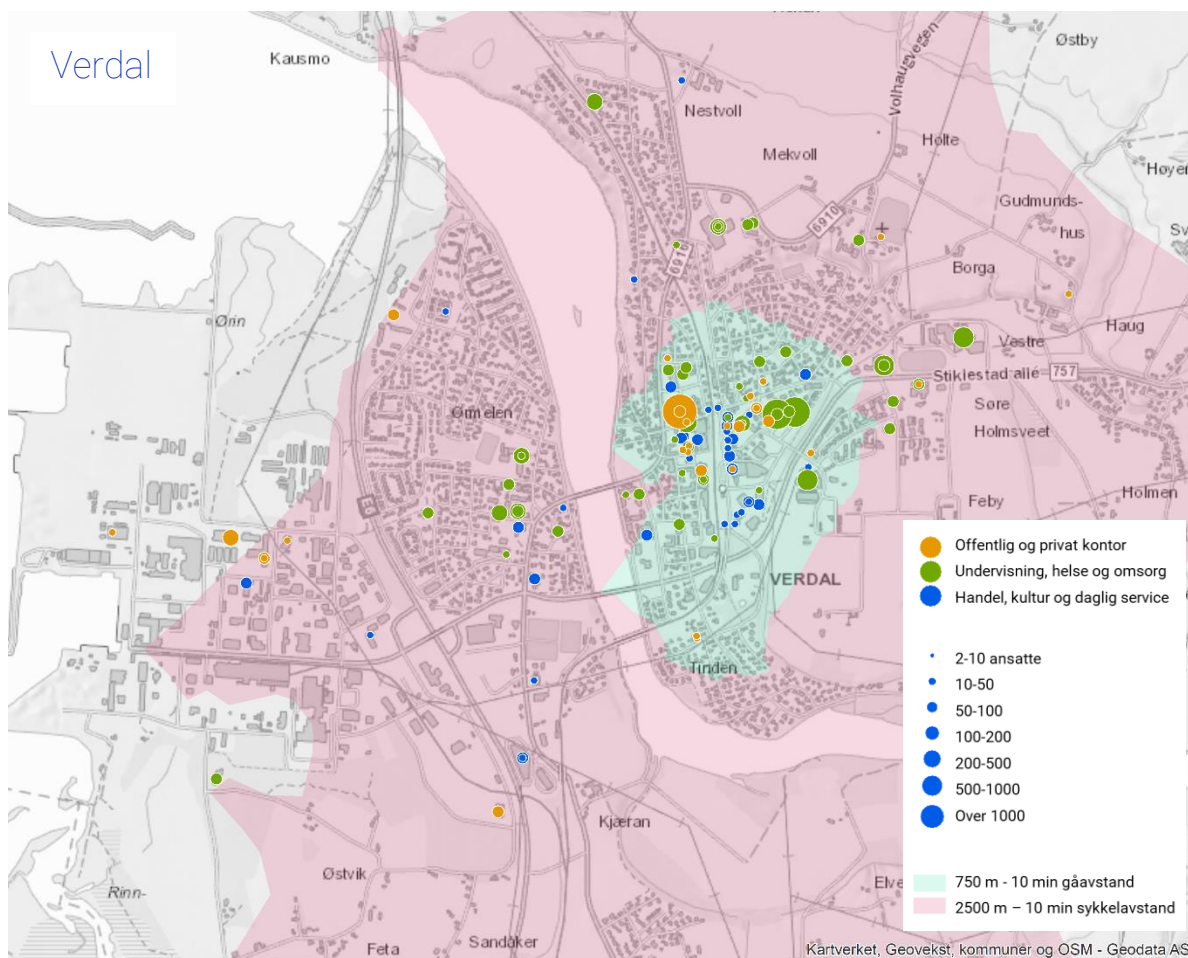 Verdal
Kausmo
Østby
Volhaugvegen
Nestvoll
Holte
Mekvoll
Høyer
Gudmunds-
hus
6910
Sv
6910
Borga
Ørin
Haug
Vestre
Stiklestad allé
757
Ørmelen
Søre
Holmsveet
Feby
Holmen
E6
VERDAL
Tinden
Kjæran
Østvik
Rinn-
Elve
Feta
Sandåker
Offentlig og privat kontor
Undervisning, helse og omsorg
Handel, kultur og daglig service
2-10 ansatte
10-50
50-100
100-200
200-500
500-1000
Over 1000
750 m - 10 min gåavstand
2500 m – 10 min sykkelavstand
Kartverket, Geovekst, kommuner og OSM - Geodata AS